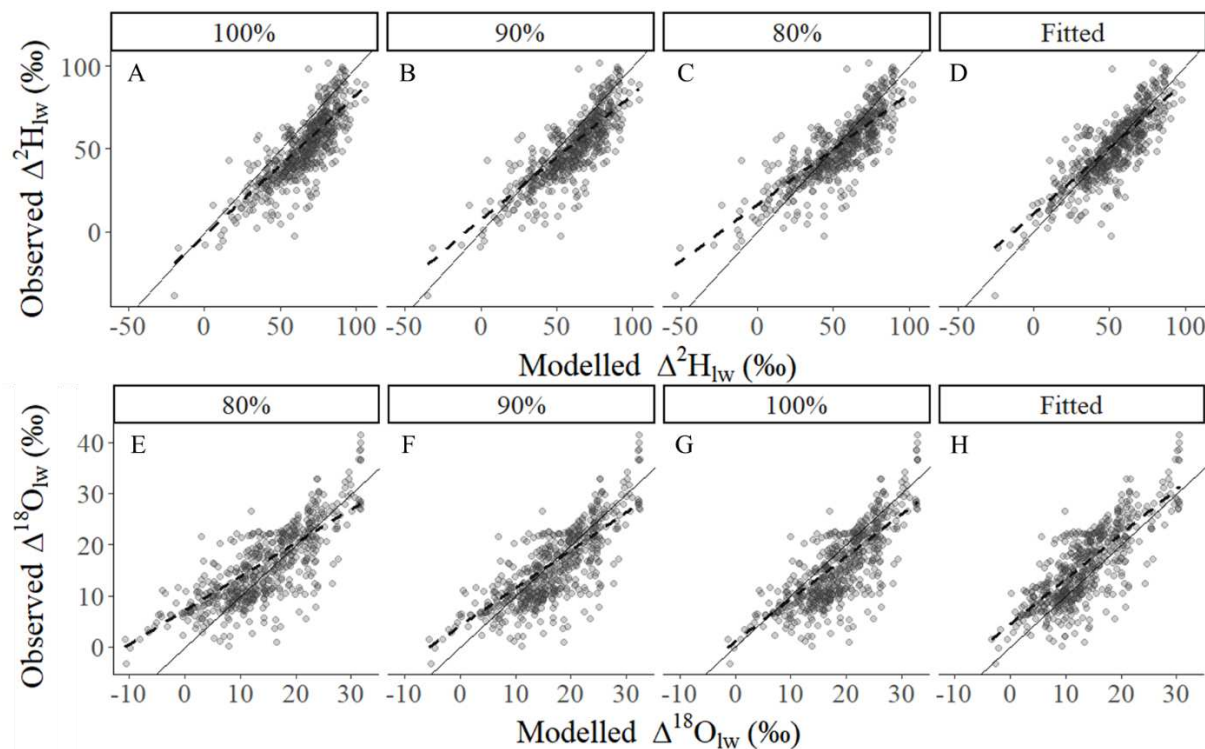 100% 90% 80% Fitted
A B C D
Observed Δ²H_lw (‰)
100
50
0
-50 0 50 100 -50 0 50 100 -50 0 50 100 -50 0 50 100
Modelled Δ²H_lw (‰)
80% 90% 100% Fitted
E F G H
Observed Δ¹⁸O_lw (‰)
40
30
20
10
0
-10 0 10 20 30 -10 0 10 20 30 -10 0 10 20 30 -10 0 10 20 30
Modelled Δ¹⁸O_lw (‰)